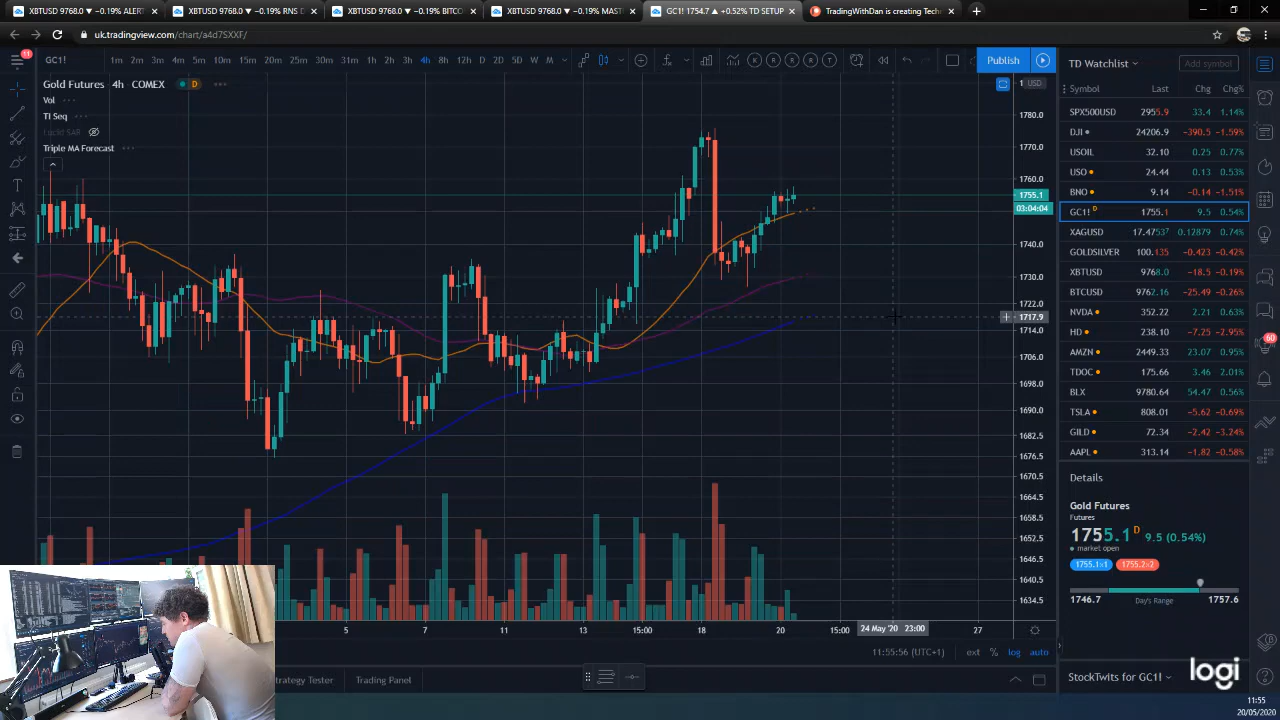 XBTUSD 9768.0 ▼ −0.19% ALERT
XBTUSD 9768.0 ▼ −0.19% RNS D
XBTUSD 9768.0 ▼ −0.19% BITCO
XBTUSD 9768.0 ▼ −0.19% MAST
GC1! 1754.7 ▲ +0.52% TD SETUP
TradingWithDan is creating Tech
uk.tradingview.com/chart/a4d7SXXF/
11
GC1!
1m 2m 3m 4m 5m 10m 15m 20m 25m 30m 31m 1h 2h 3h 4h 8h 12h D 2D 5D W M
Publish
Gold Futures 4h COMEX D
Vol
TI Seq
Lucid SAR
Triple MA Forecast
USD
1780.0
1770.0
1760.0
1755.1
03:04:04
1740.0
1730.0
1722.0
1717.9
1714.0
1706.0
1698.0
1690.0
1682.5
1676.5
1670.5
1664.5
1658.5
1652.5
1646.5
1640.5
1634.5
5 7 11 13 15:00 18 20 15:00 24 May '20 23:00 27
11:55:56 (UTC+1) ext % log auto
trategy Tester Trading Panel
TD Watchlist
Add symbol
Symbol Last Chg Chg%
SPX500USD 2955.9 33.4 1.14%
DJI 24206.9 −390.5 −1.59%
USOIL 32.10 0.25 0.77%
USO 24.44 0.13 0.53%
BNO 9.14 −0.14 −1.51%
GC1! D 1755.1 9.5 0.54%
XAGUSD 17.47537 0.12879 0.74%
GOLDSILVER 100.135 −0.423 −0.42%
XBTUSD 9768.0 −18.5 −0.19%
BTCUSD 9762.16 −25.49 −0.26%
NVDA 352.22 2.21 0.63%
HD 238.10 −7.25 −2.95%
AMZN 2449.33 23.07 0.95%
TDOC 175.66 3.46 2.01%
BLX 9780.64 54.47 0.56%
TSLA 808.01 −5.62 −0.69%
GILD 72.34 −2.42 −3.24%
AAPL 313.14 −1.82 −0.58%
60
Details
Gold Futures
Futures
1755.1 D 9.5 (0.54%)
market open
1755.1x1 1755.2x2
1746.7 Day's Range 1757.6
logi
StockTwits for GC1!
11:55
20/05/2020